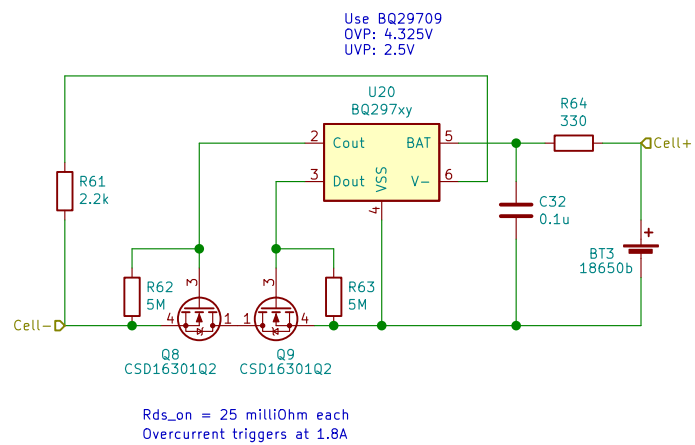 Use BQ29709
OVP: 4.325V
UVP: 2.5V
U20
BQ297xy
R64
330
R61
2.2k
2 Cout BAT 5
Cell+
3 Dout VSS V- 6
4
C32
0.1u
BT3
18650b
+
R62
5M
3
3
R63
5M
Cell-
4 1 1 4
Q8
CSD16301Q2
Q9
CSD16301Q2
Rds_on = 25 milliOhm each
Overcurrent triggers at 1.8A